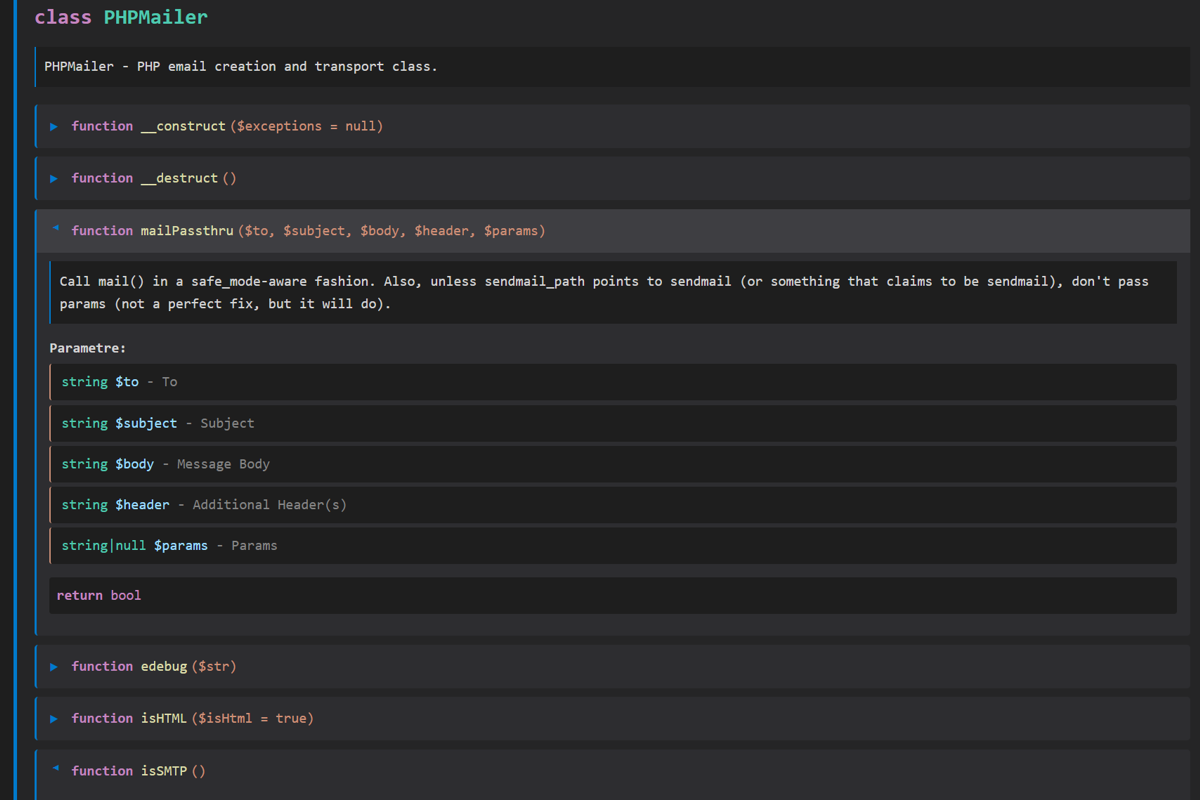 class PHPMailer
PHPMailer - PHP email creation and transport class.
function __construct($exceptions = null)
function __destruct()
function mailPassthru($to, $subject, $body, $header, $params)
Call mail() in a safe_mode-aware fashion. Also, unless sendmail_path points to sendmail (or something that claims to be sendmail), don't pass
params (not a perfect fix, but it will do).
Parametre:
string $to - To
string $subject - Subject
string $body - Message Body
string $header - Additional Header(s)
string|null $params - Params
return bool
function edebug($str)
function isHTML($isHtml = true)
function isSMTP()